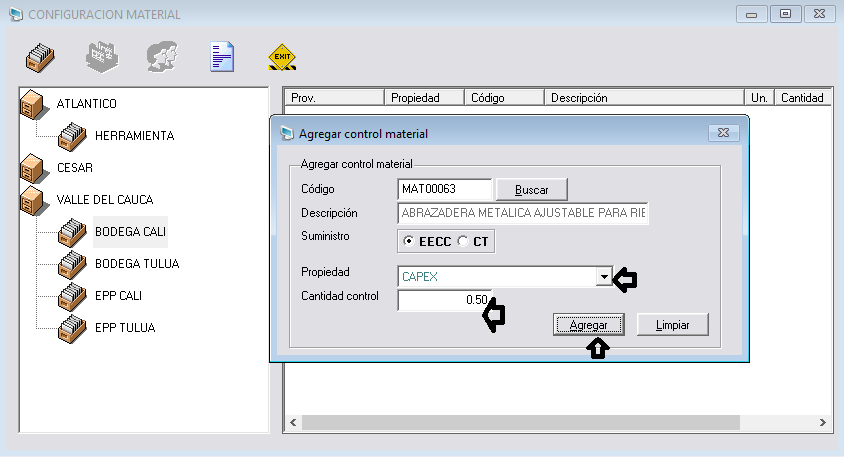 CONFIGURACION MATERIAL
EXIT
ATLANTICO
HERRAMIENTA
CESAR
VALLE DEL CAUCA
BODEGA CALI
BODEGA TULUA
EPP CALI
EPP TULUA
Prov. Propiedad Código Descripción Un. Cantidad
Agregar control material
Agregar control material
Código MAT00063 Buscar
Descripción ABRAZADERA METALICA AJUSTABLE PARA RIE
Suministro EECC CT
Propiedad CAPEX
Cantidad control 0.50
Agregar Limpiar